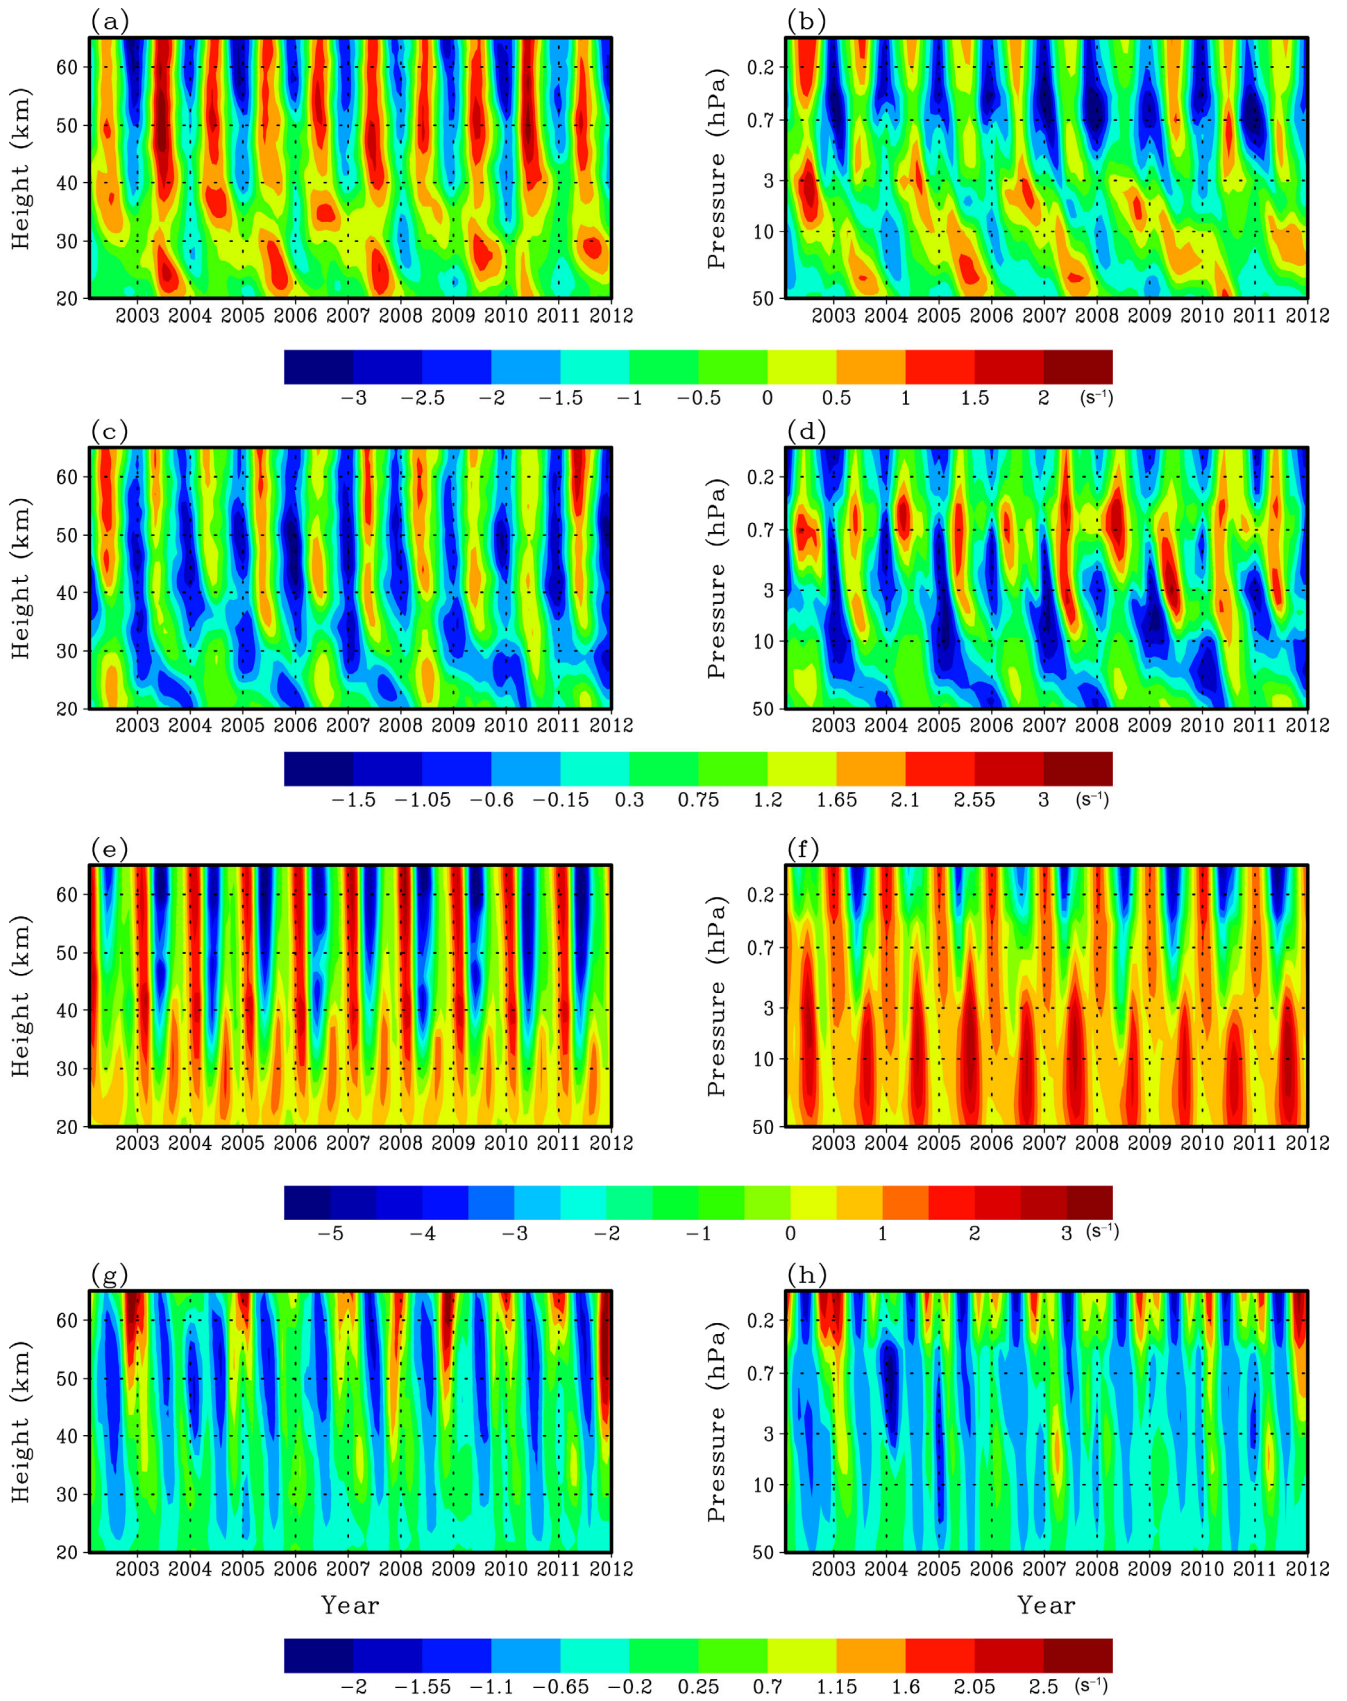 (a)
(b)
Height (km)
60
50
40
30
20
2003 2004 2005 2006 2007 2008 2009 2010 2011 2012
Pressure (hPa)
0.2
0.7
3
10
50
2003 2004 2005 2006 2007 2008 2009 2010 2011 2012
−3 −2.5 −2 −1.5 −1 −0.5 0 0.5 1 1.5 2 (s⁻¹)
(c)
(d)
Height (km)
60
50
40
30
20
2003 2004 2005 2006 2007 2008 2009 2010 2011 2012
Pressure (hPa)
0.2
0.7
3
10
50
2003 2004 2005 2006 2007 2008 2009 2010 2011 2012
−1.5 −1.05 −0.6 −0.15 0.3 0.75 1.2 1.65 2.1 2.55 3 (s⁻¹)
(e)
(f)
Height (km)
60
50
40
30
20
2003 2004 2005 2006 2007 2008 2009 2010 2011 2012
Pressure (hPa)
0.2
0.7
3
10
50
2003 2004 2005 2006 2007 2008 2009 2010 2011 2012
−5 −4 −3 −2 −1 0 1 2 3 (s⁻¹)
(g)
(h)
Height (km)
60
50
40
30
20
2003 2004 2005 2006 2007 2008 2009 2010 2011 2012
Year
Pressure (hPa)
0.2
0.7
3
10
50
2003 2004 2005 2006 2007 2008 2009 2010 2011 2012
Year
−2 −1.55 −1.1 −0.65 −0.2 0.25 0.7 1.15 1.6 2.05 2.5 (s⁻¹)